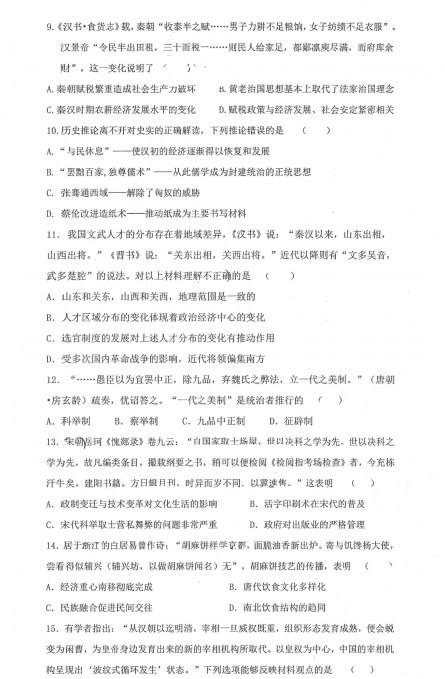 9.《汉书•食货志》载，秦朝“收泰半之赋……男子力耕不足粮饷，女子纺绩不足衣服”。
汉景帝“令民半出田租，三十而税一……则民人给家足，都鄙廪庾尽满，而府库余
财”。这一变化说明了
A.秦朝赋税繁重造成社会生产力破坏 B.黄老治国思想基本上取代了法家治国理念
C.秦汉时期农耕经济发展水平的变化 D.赋税政策与经济发展、社会安定紧密相关
10.历史推论离不开对史实的正确解读，下列推论错误的是 （ ）
A.“与民休息”——使汉初的经济逐渐得以恢复和发展
B.“罢黜百家,独尊儒术”——从此儒学成为封建统治的正统思想
C. 张骞通西域——解除了匈奴的威胁
D. 蔡伦改进造纸术——推动纸成为主要书写材料
11. 我国文武人才的分布存在着地域差异，《汉书》说：“秦汉以来，山东出相，
山西出将。”《晋书》说：“关东出相，关西出将。”近代以降则有“文多吴音，
武多楚腔”的说法。对以上材料理解不正确的是 （ ）
A. 山东和关东，山西和关西，地理范围是一致的
B. 人才区域分布的变化体现着政治经济中心的变化
C. 选官制度的发展对上述人才分布变化有推动作用
D. 受多次国内革命战争的影响，近代将领偏集南方
12. “……愚臣以为宜罢中正，除九品，弃魏氏之弊法，立一代之美制。”（唐朝
•房玄龄）疏奏，优诏答之。“一代之美制”是统治者推行的 （ ）
A. 科举制 B. 察举制 C. 九品中正制 D. 征辟制
13. 宋 岳珂《愧郯录》卷九云：“自国家取士场屋，世以决科之学为先．世以决科之
学为先，故凡编类条目，撮载纲要之书，稍可以便检阅《检阅指考场检查》者，今充栋
汗牛矣。建阳书籍。方日辑月刊．时异而岁不同．以冀速售。”这表明 （ ）
A. 政制变迁与技术变革对文化生活的影响 B. 活字印刷术在宋代的普及
C. 宋代科举取士营私舞弊的问题非常严重 D. 政府对出版业的严格管理
14. 居于浙江的白居易曾作诗：“胡麻饼样学京都，面脆油香新出炉。寄与饥馋杨大使，
尝看得似辅兴（辅兴坊，以做胡麻饼闻名）无”。胡麻饼技艺的传播，表明 （ ）
A. 经济重心南移彻底完成 B. 唐代饮食文化多样化
C. 民族融合促进民间交往 D. 南北饮食结构的趋同
15. 有学者指出：“从汉朝以迄明清，宰相一旦威权既重，组织形态发育成熟，便会蜕
变为闲曹，为皇帝身边发育出来的新的宰相机构所取代。以皇权为中心，中国的宰相机
构呈现出‘波纹式循环发生’状态。”下列选项能够反映材料观点的是 （ ）